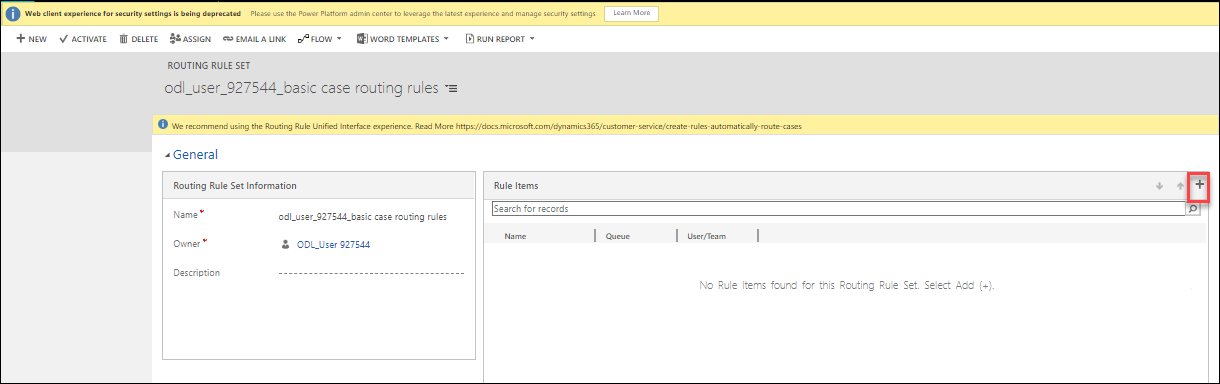 Web client experience for security settings is being deprecated Please use the Power Platform admin center to leverage the latest experience and manage security settings Learn More
NEW ACTIVATE DELETE ASSIGN EMAIL A LINK FLOW WORD TEMPLATES RUN REPORT
ROUTING RULE SET
odl_user_927544_basic case routing rules
We recommend using the Routing Rule Unified Interface experience. Read More https://docs.microsoft.com/dynamics365/customer-service/create-rules-automatically-route-cases
General
Routing Rule Set Information
Name * odl_user_927544_basic case routing rules
Owner * ODL_User 927544
Description
Rule Items
Search for records
Name Queue User/Team
No Rule Items found for this Routing Rule Set. Select Add (+).